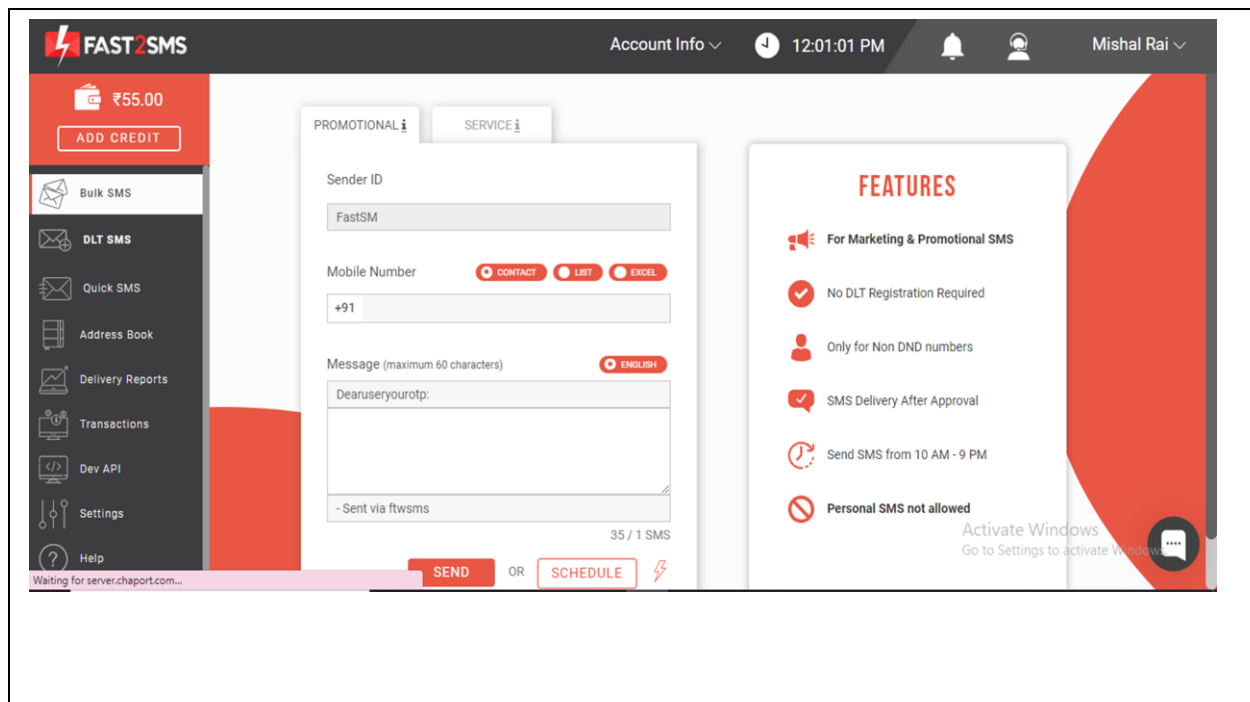 FAST2SMS
Account Info
12:01:01 PM
Mishal Rai
₹55.00
ADD CREDIT
Bulk SMS
DLT SMS
Quick SMS
Address Book
Delivery Reports
Transactions
Dev API
Settings
Help
Waiting for server.chaport.com...
PROMOTIONAL i
SERVICE i
Sender ID
FastSM
Mobile Number
CONTACT
LIST
EXCEL
+91
Message (maximum 60 characters)
ENGLISH
Dearuseryourotp:
- Sent via ftwsms
35 / 1 SMS
SEND OR SCHEDULE
FEATURES
For Marketing & Promotional SMS
No DLT Registration Required
Only for Non DND numbers
SMS Delivery After Approval
Send SMS from 10 AM - 9 PM
Personal SMS not allowed
Activate Windows
Go to Settings to activate Windows